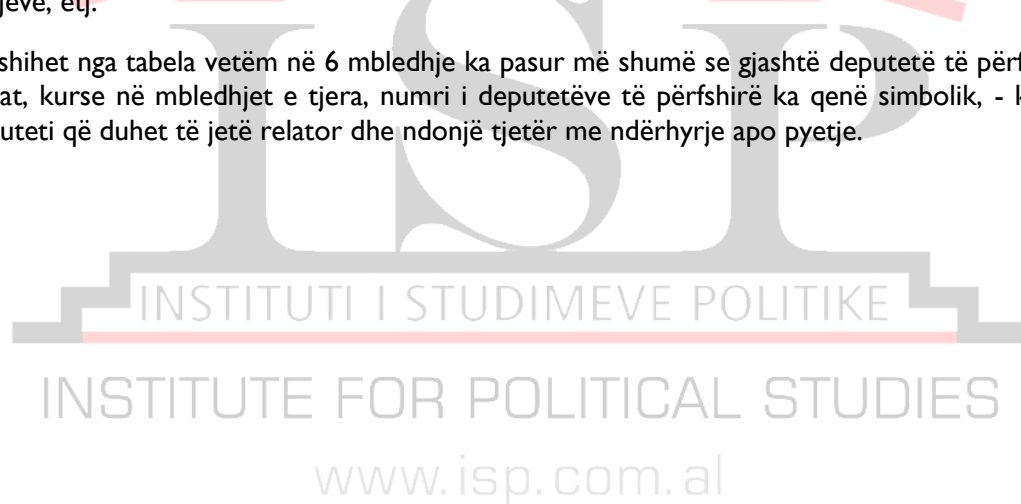 jeve, etj.
shihet nga tabela vetëm në 6 mbledhje ka pasur më shumë se gjashtë deputetë të përf
at, kurse në mbledhjet e tjera, numri i deputetëve të përfshirë ka qenë simbolik, - k
uteti që duhet të jetë relator dhe ndonjë tjetër me ndërhyrje apo pyetje.
ISP
INSTITUTI I STUDIMEVE POLITIKE
INSTITUTE FOR POLITICAL STUDIES
www.isp.com.al